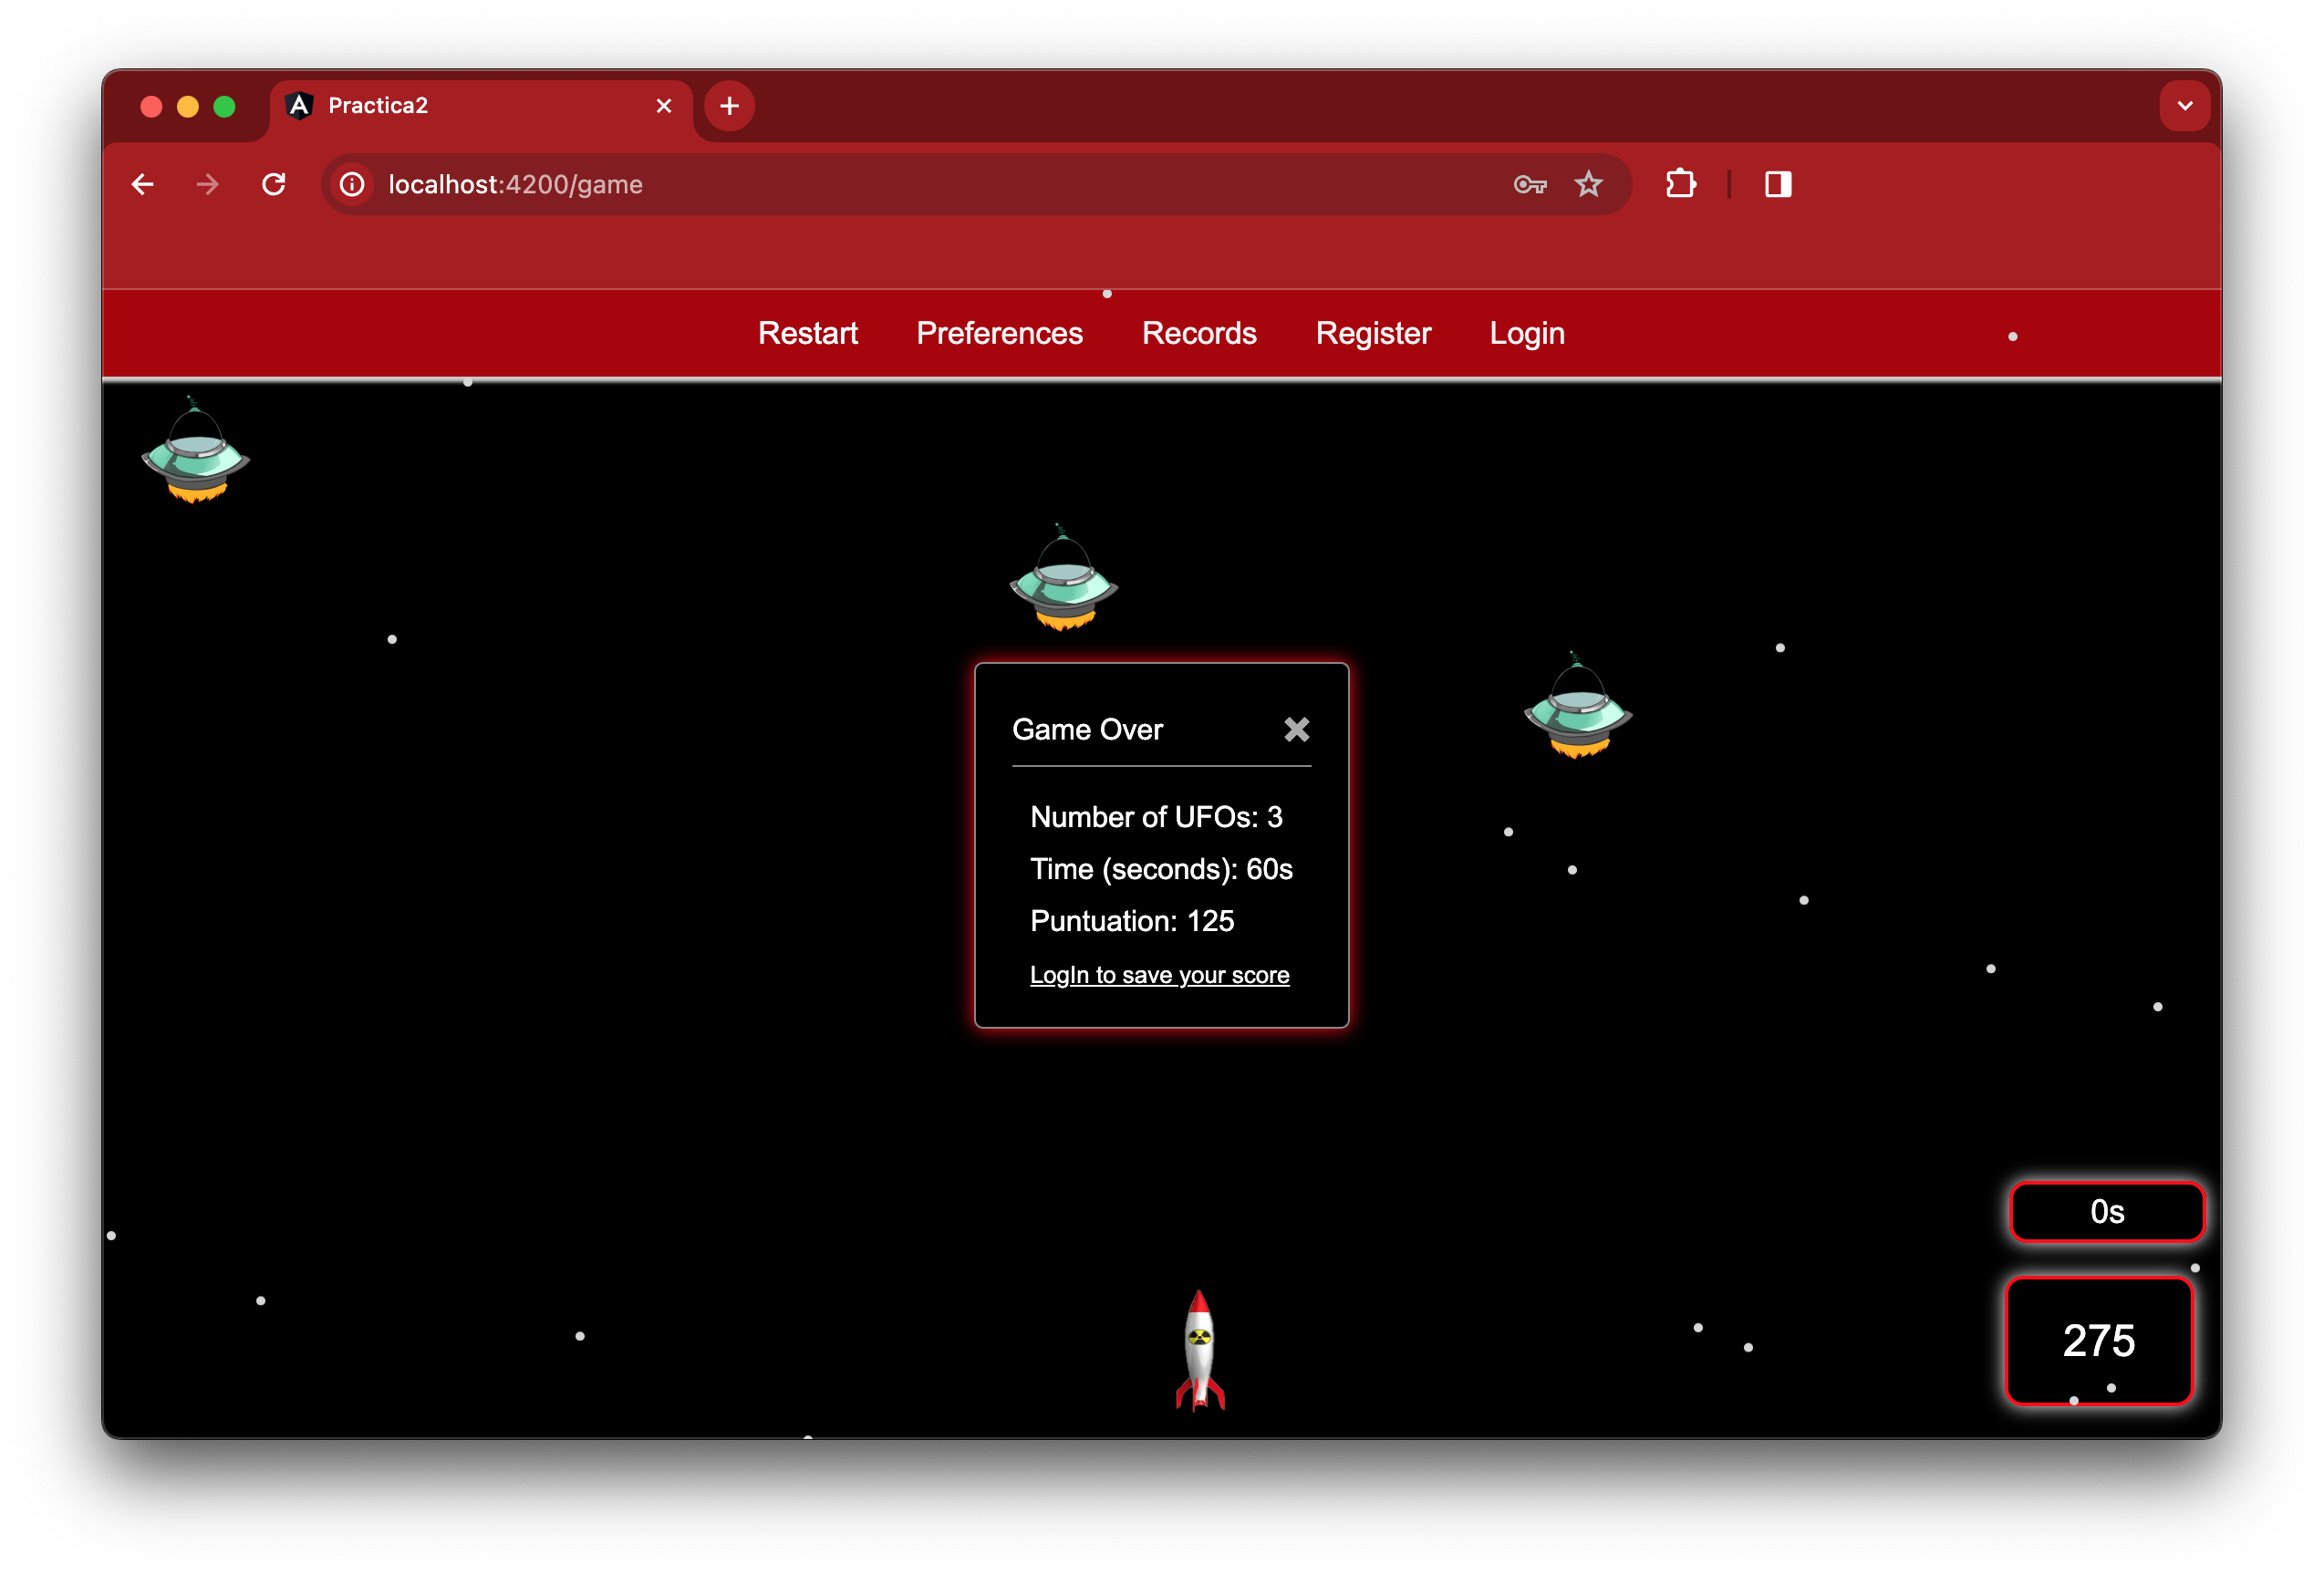 Practica2
localhost:4200/game
Restart Preferences Records Register Login
Game Over
Number of UFOs: 3
Time (seconds): 60s
Puntuation: 125
LogIn to save your score
0s
275